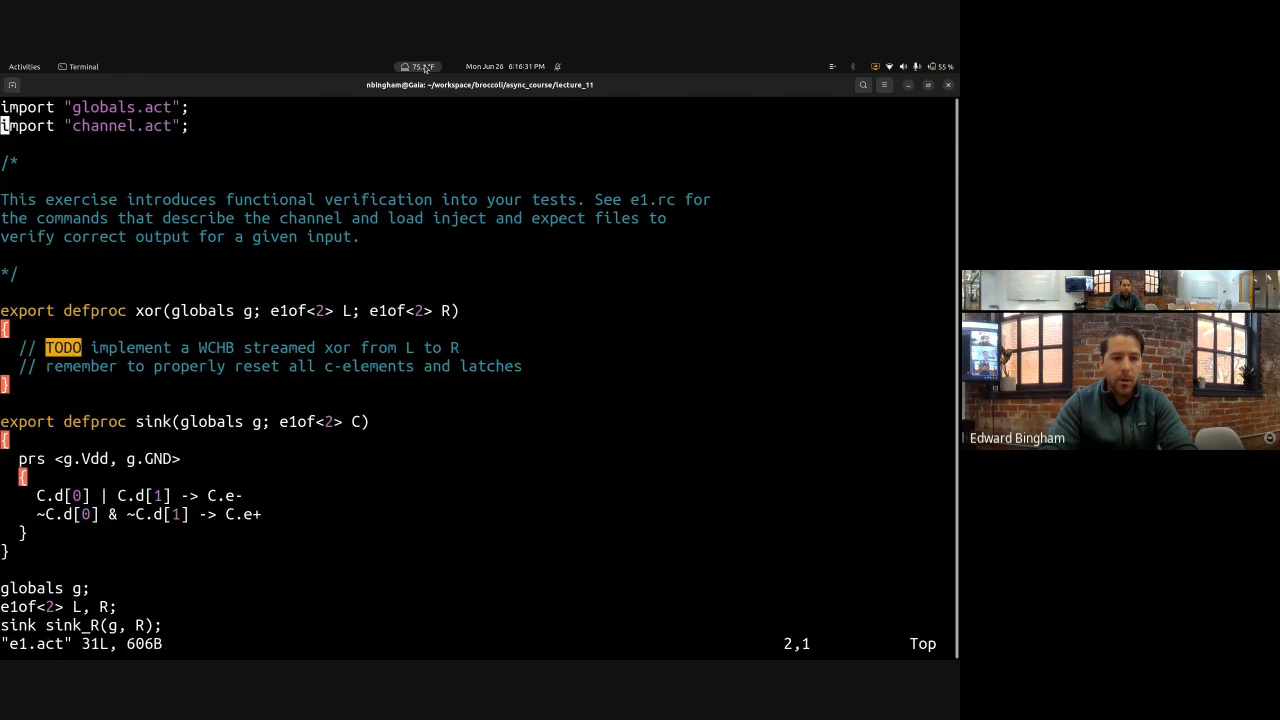 Activities Terminal 75.2°F Mon Jun 26 6:16:31 PM 55 %
nbingham@Gaia: ~/workspace/broccoli/async_course/lecture_11
import "globals.act";
import "channel.act";
/*
This exercise introduces functional verification into your tests. See e1.rc for
the commands that describe the channel and load inject and expect files to
verify correct output for a given input.
*/
export defproc xor(globals g; e1of<2> L; e1of<2> R)
{
// TODO implement a WCHB streamed xor from L to R
// remember to properly reset all c-elements and latches
}
export defproc sink(globals g; e1of<2> C)
{
prs <g.Vdd, g.GND>
{
C.d[0] | C.d[1] -> C.e-
~C.d[0] & ~C.d[1] -> C.e+
}
}
globals g;
e1of<2> L, R;
sink sink_R(g, R);
"e1.act" 31L, 606B 2,1 Top
Edward Bingham